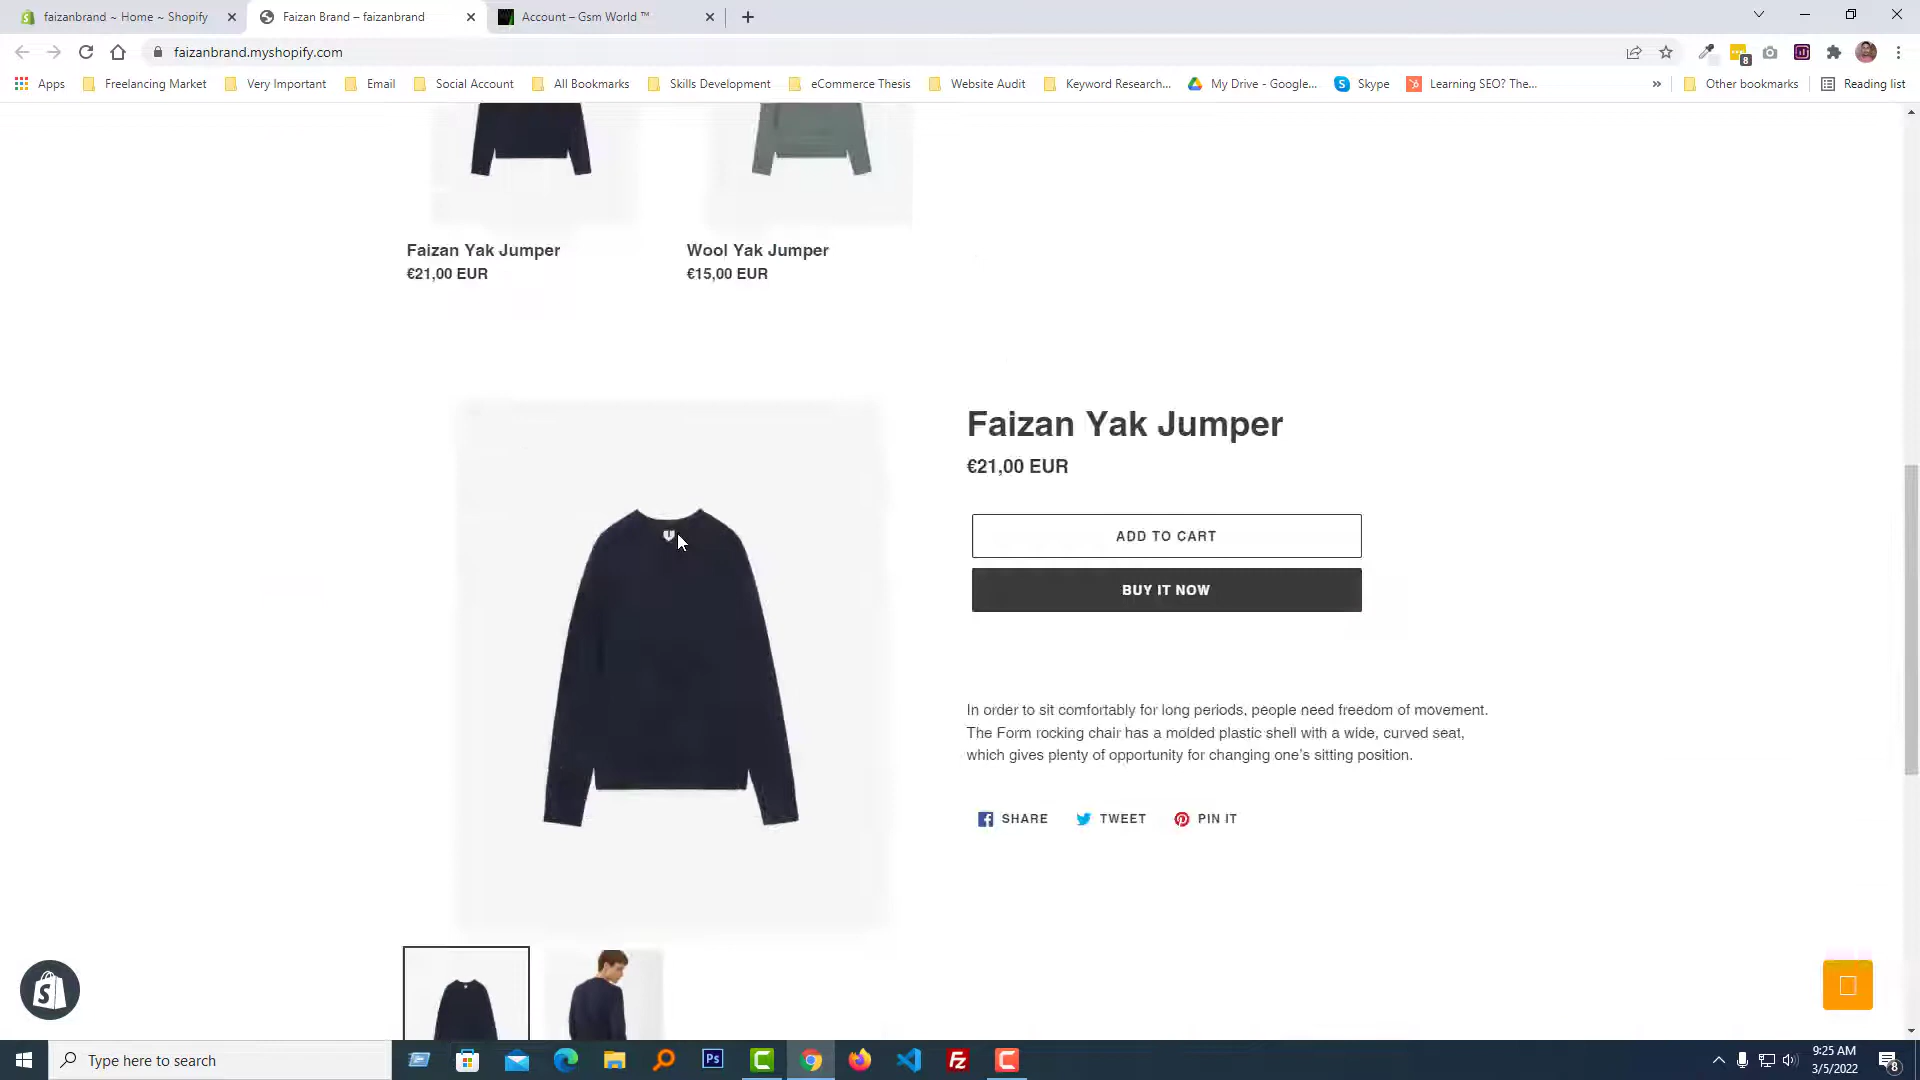 faizanbrand ~ Home ~ Shopify
Faizan Brand – faizanbrand
Account – Gsm World ™
faizanbrand.myshopify.com
8
Apps
Freelancing Market
Very Important
Email
Social Account
All Bookmarks
Skills Development
eCommerce Thesis
Website Audit
Keyword Research...
My Drive - Google...
Skype
Learning SEO? The...
»
Other bookmarks
Reading list
Faizan Yak Jumper
€21,00 EUR
Wool Yak Jumper
€15,00 EUR
Faizan Yak Jumper
€21,00 EUR
ADD TO CART
BUY IT NOW
In order to sit comfortably for long periods, people need freedom of movement.
The Form rocking chair has a molded plastic shell with a wide, curved seat,
which gives plenty of opportunity for changing one's sitting position.
SHARE
TWEET
PIN IT
Type here to search
Ps
9:25 AM
3/5/2022
8